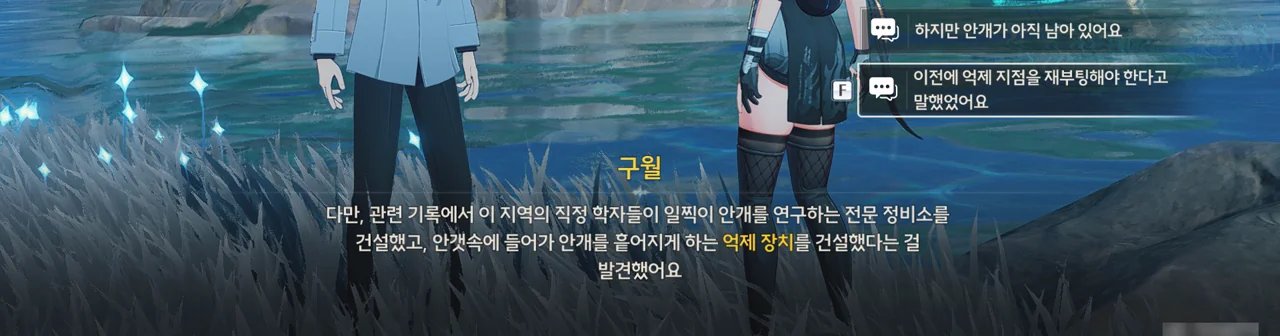 하지만 안개가 아직 남아 있어요
F
이전에 억제 지점을 재부팅해야 한다고
말했었어요
구월
다만, 관련 기록에서 이 지역의 직정 학자들이 일찍이 안개를 연구하는 전문 정비소를
건설했고, 안갯속에 들어가 안개를 흩어지게 하는 억제 장치를 건설했다는 걸
발견했어요